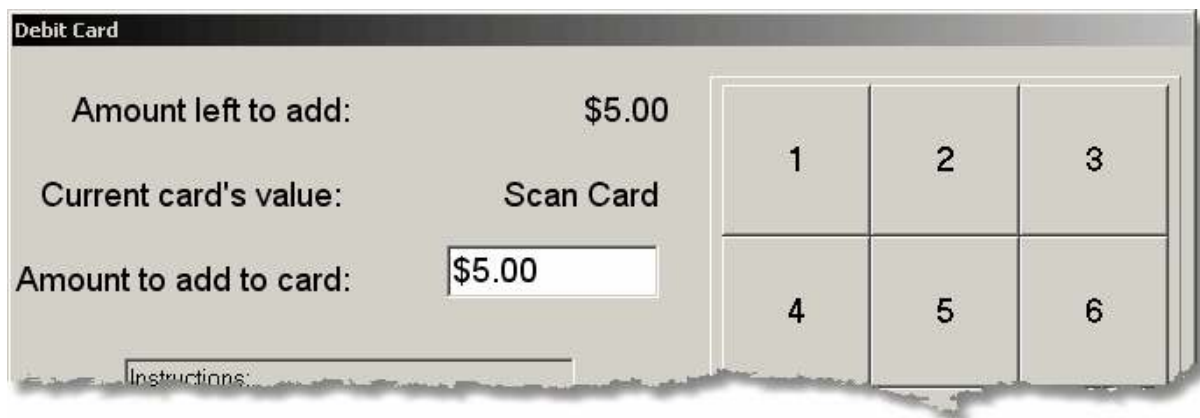 Debit Card
Amount left to add: $5.00
Current card's value: Scan Card
Amount to add to card: $5.00
Instructions:
1 2 3
4 5 6